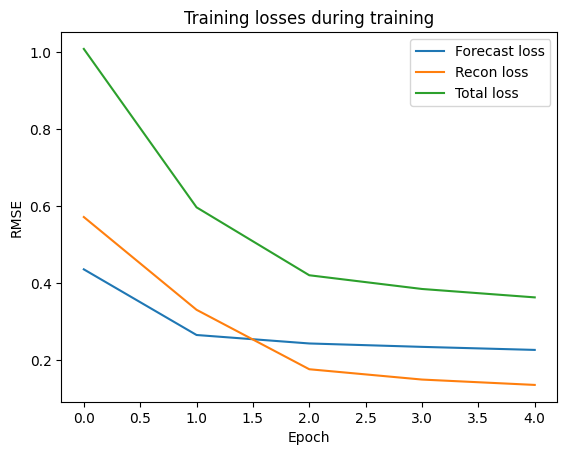 Training losses during training
RMSE
1.0
0.8
0.6
0.4
0.2
Forecast loss
Recon loss
Total loss
0.0 0.5 1.0 1.5 2.0 2.5 3.0 3.5 4.0
Epoch